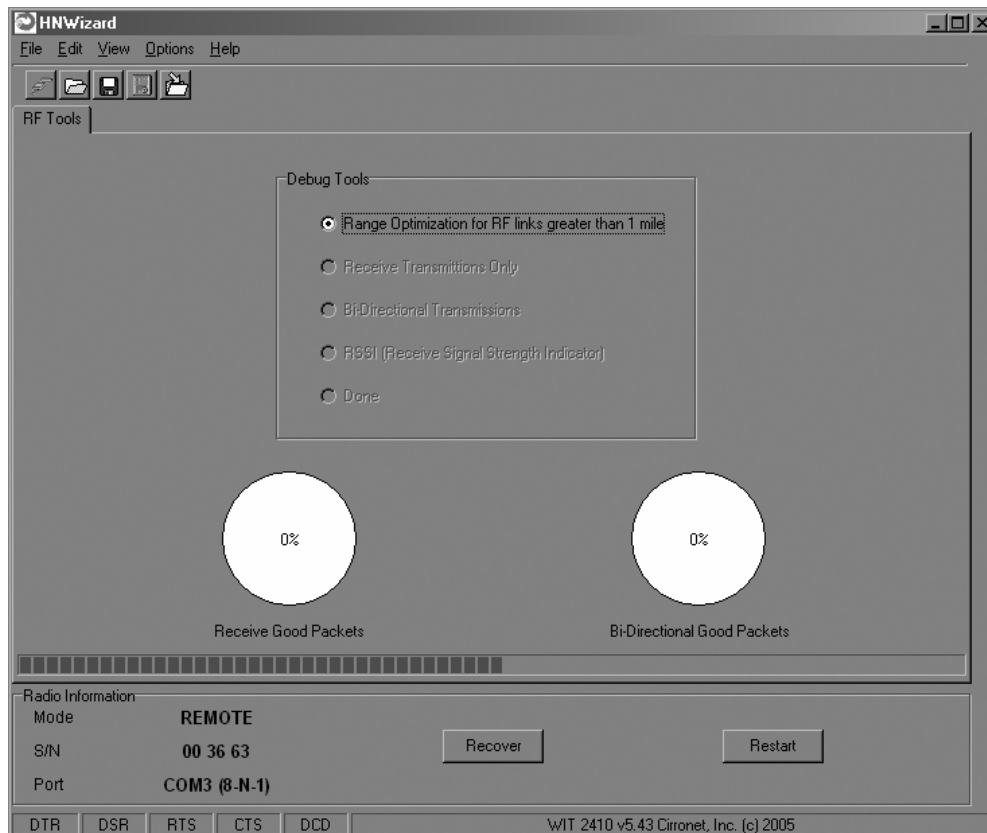 HNWizard
File Edit View Options Help
RF Tools
Debug Tools
Range Optimization for RF links greater than 1 mile
Receive Transmittions Only
Bi-Directional Transmissions
RSSI (Receive Signal Strength Indicator)
Done
0% 0%
Receive Good Packets Bi-Directional Good Packets
Radio Information
Mode REMOTE
S/N 00 36 63 Recover Restart
Port COM3 (8-N-1)
DTR DSR RTS CTS DCD WIT 2410 v5.43 Cirronet, Inc. (c) 2005